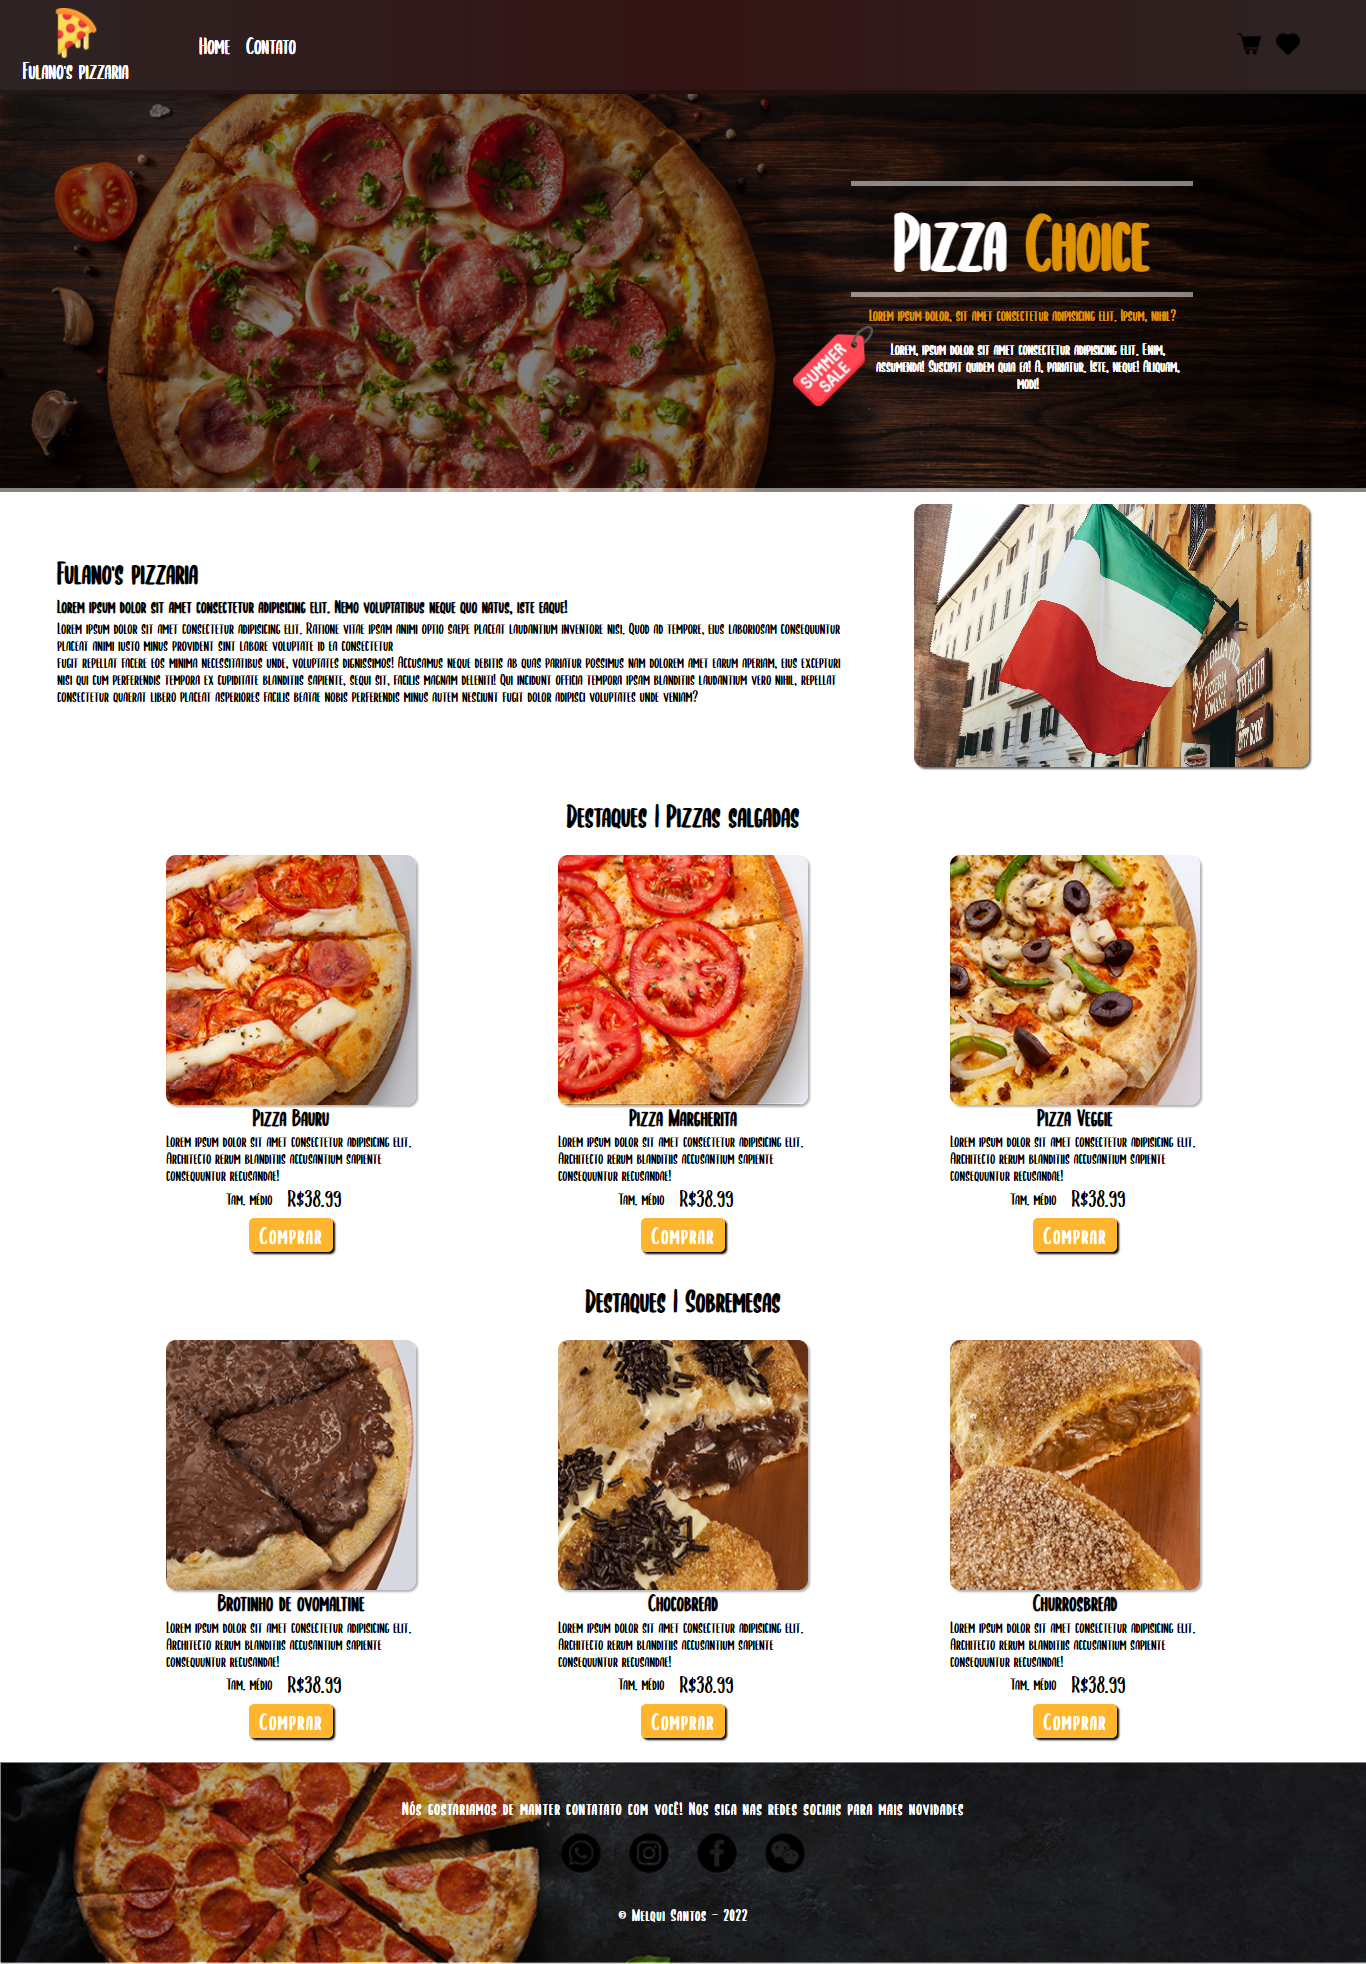 Fulano's pizzaria
Home Contato
Pizza Choice
Lorem ipsum dolor, sit amet consectetur adipisicing elit. Ipsum, nihil?
SUMMER
SALE
Lorem, ipsum dolor sit amet consectetur adipisicing elit. Enim,
assumenda! Suscipit quidem quia ea! A, pariatur. Iste, neque! Aliquam,
modi!
Fulano's pizzaria
Lorem ipsum dolor sit amet consectetur adipisicing elit. Nemo voluptatibus neque quo natus, iste eaque!
Lorem ipsum dolor sit amet consectetur adipisicing elit. Ratione vitae ipsam animi optio saepe placeat laudantium inventore nisi. Quod ad tempore, eius laboriosam consequuntur
placeat animi iusto minus provident sint labore voluptate id ea consectetur
fugit repellat facere eos minima necessitatibus unde, voluptates dignissimos! Accusamus neque debitis ab quas pariatur possimus nam dolorem amet earum aperiam, eius excepturi
nisi qui cum perferendis tempora ex cupiditate blanditiis sapiente, sequi sit, facilis magnam deleniti! Qui incidunt officia tempora ipsam blanditiis laudantium vero nihil, repellat
consectetur quaerat libero placeat asperiores facilis beatae nobis perferendis minus autem nesciunt fugit dolor adipisci voluptates unde veniam?
PIZZERIA
ROMANA
Destaques | Pizzas salgadas
Pizza Bauru
Lorem ipsum dolor sit amet consectetur adipisicing elit.
Architecto rerum blanditiis accusantium sapiente
consequuntur recusandae!
Tam. médio R$38.99
Comprar
Pizza Margherita
Lorem ipsum dolor sit amet consectetur adipisicing elit.
Architecto rerum blanditiis accusantium sapiente
consequuntur recusandae!
Tam. médio R$38.99
Comprar
Pizza Veggie
Lorem ipsum dolor sit amet consectetur adipisicing elit.
Architecto rerum blanditiis accusantium sapiente
consequuntur recusandae!
Tam. médio R$38.99
Comprar
Destaques | Sobremesas
Brotinho de ovomaltine
Lorem ipsum dolor sit amet consectetur adipisicing elit.
Architecto rerum blanditiis accusantium sapiente
consequuntur recusandae!
Tam. médio R$38.99
Comprar
Chocobread
Lorem ipsum dolor sit amet consectetur adipisicing elit.
Architecto rerum blanditiis accusantium sapiente
consequuntur recusandae!
Tam. médio R$38.99
Comprar
Churrosbread
Lorem ipsum dolor sit amet consectetur adipisicing elit.
Architecto rerum blanditiis accusantium sapiente
consequuntur recusandae!
Tam. médio R$38.99
Comprar
Nós gostariamos de manter contatato com você! Nos siga nas redes sociais para mais novidades
© Melqui Santos - 2022